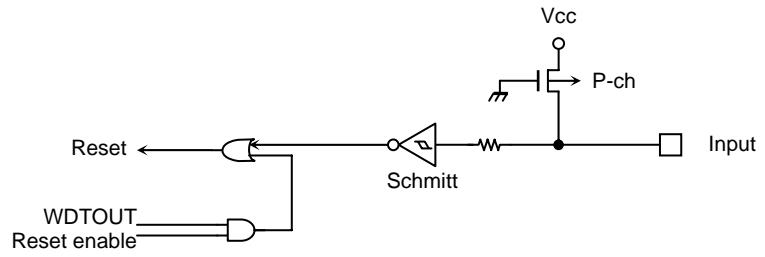 Vcc
P-ch
Reset
Input
Schmitt
WDTOUT
Reset enable